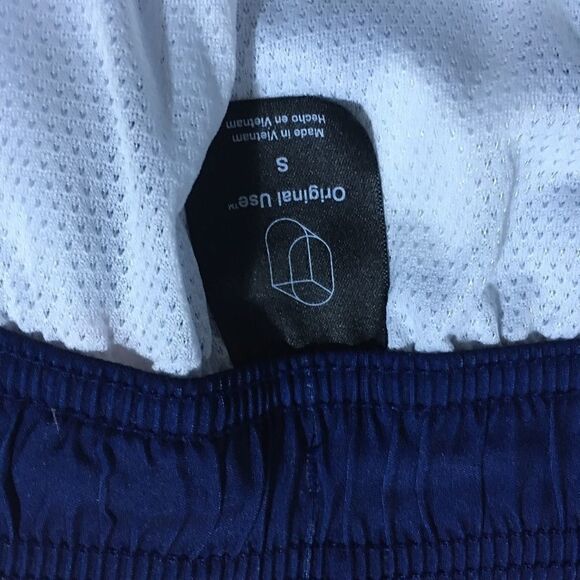 Original Use™
S
Made in Vietnam
Hecho en Vietnam